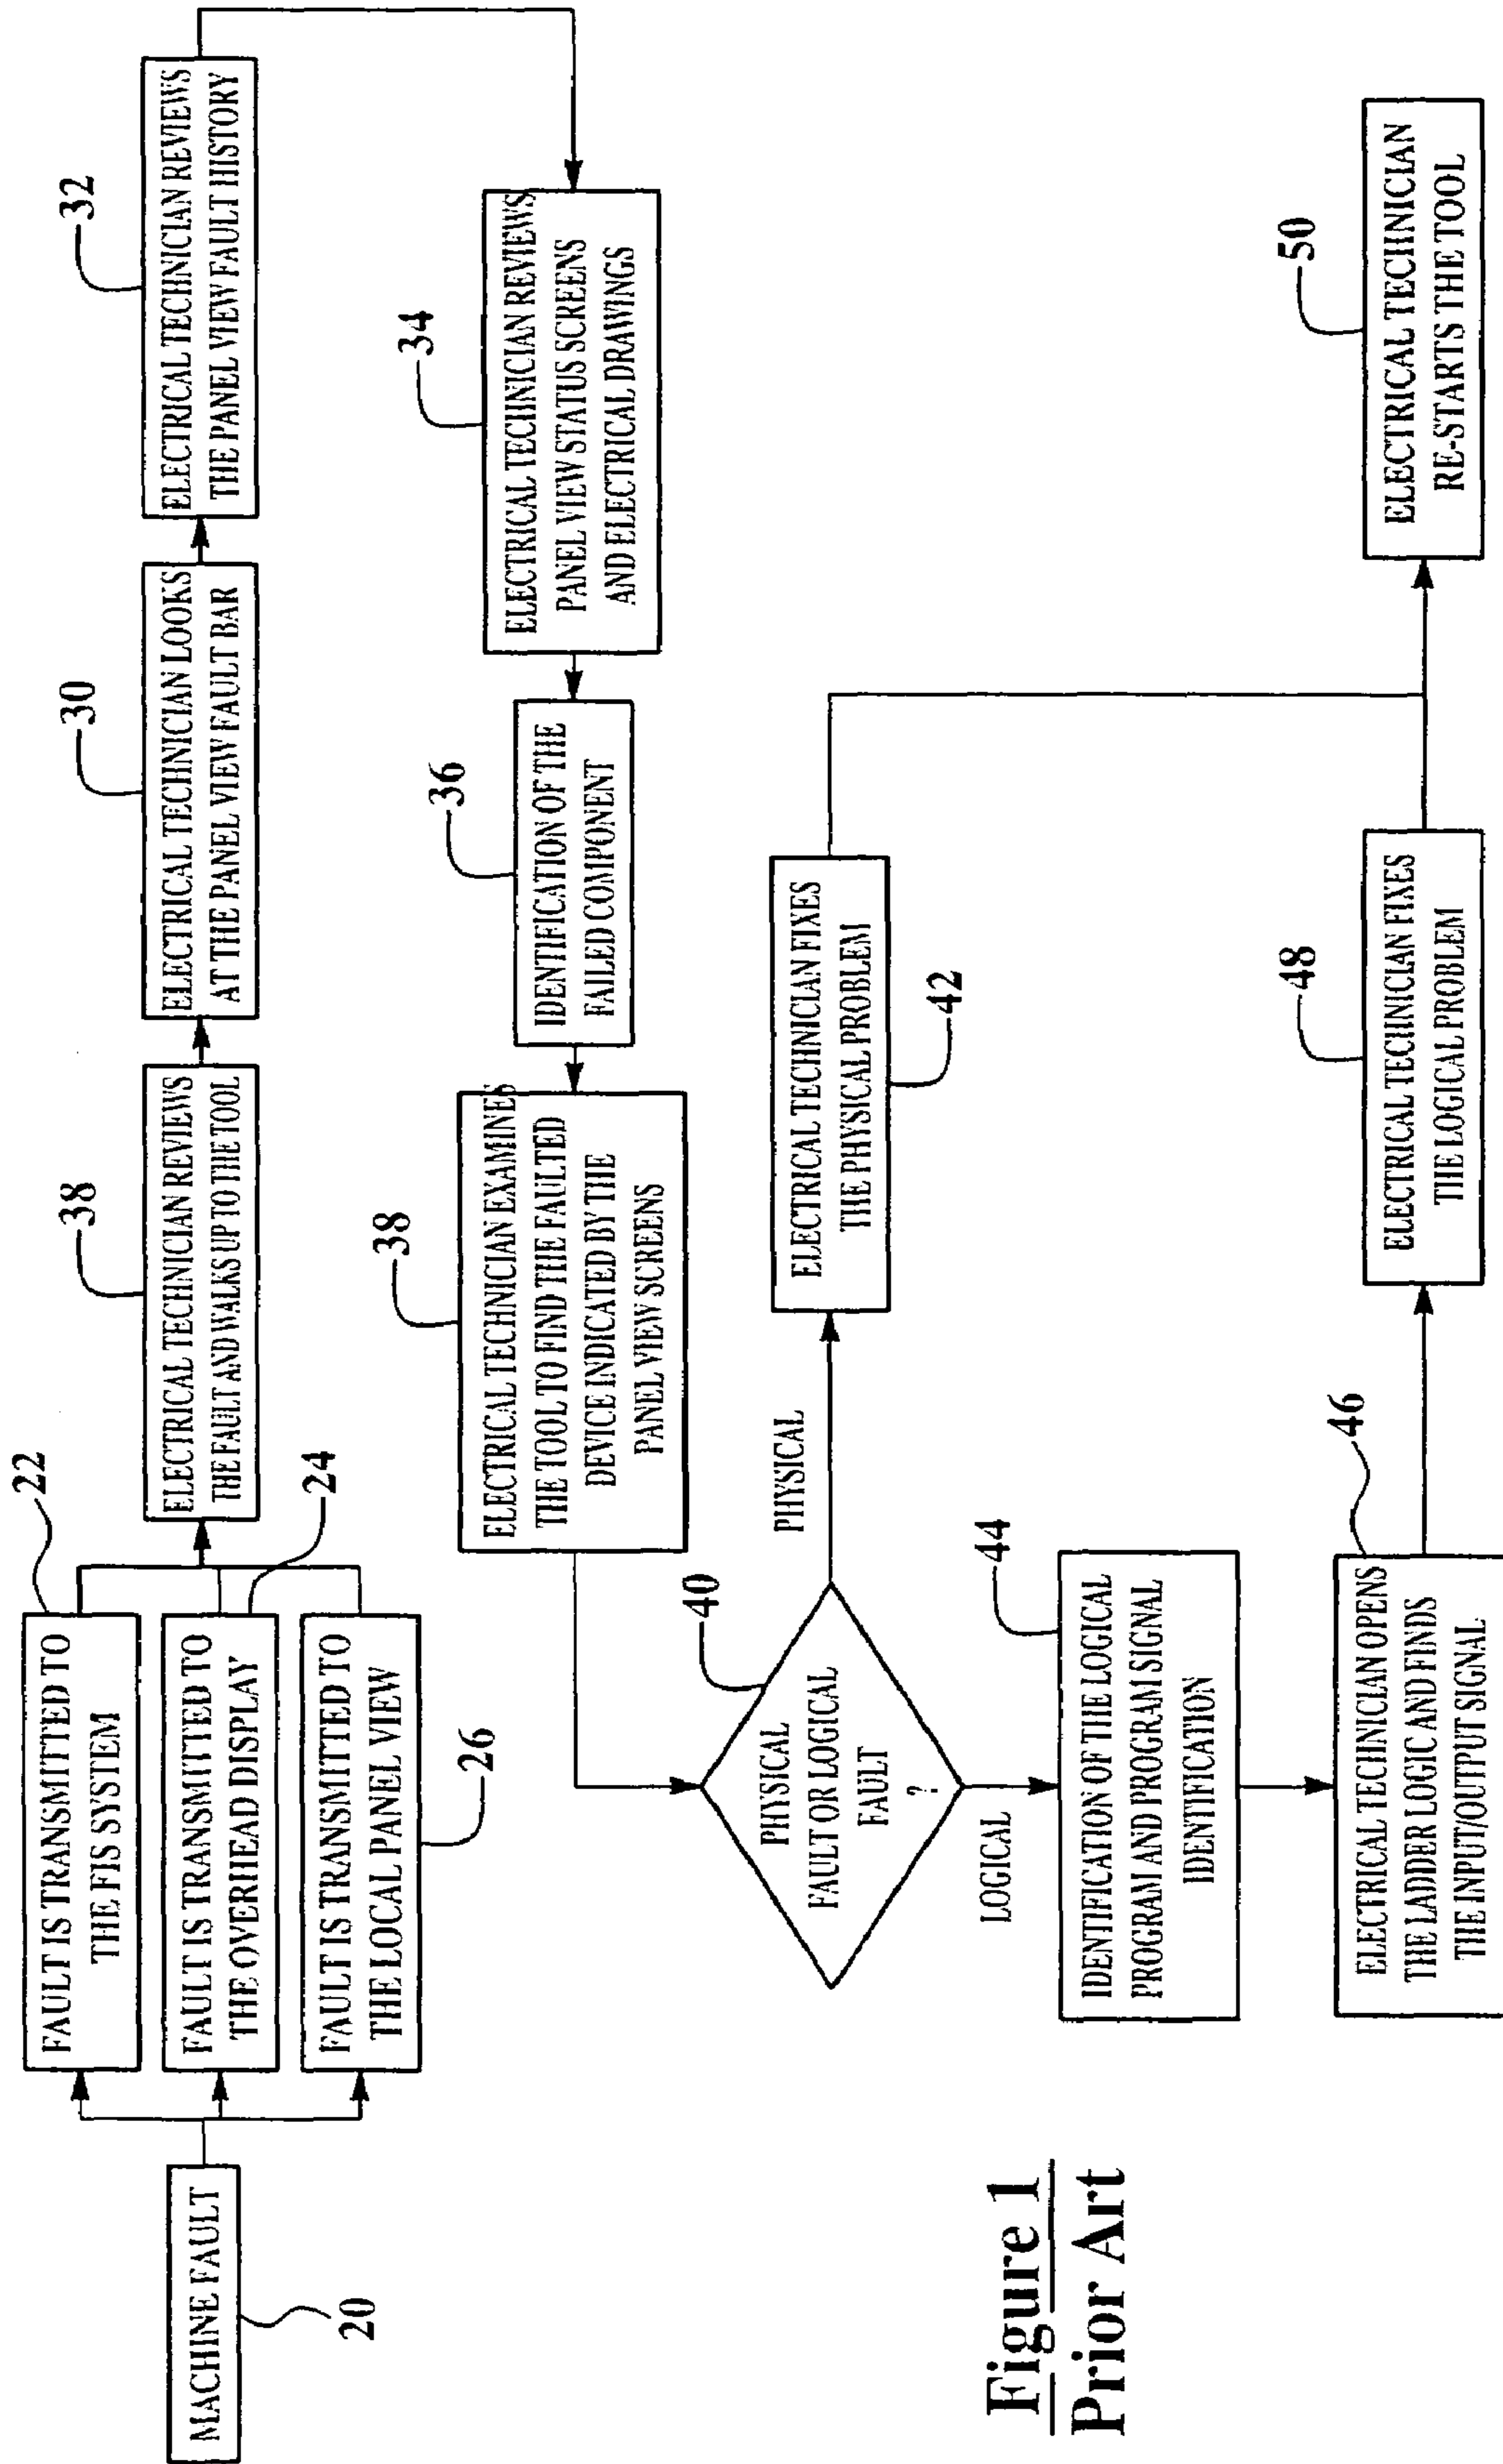 MACHINE FAULT
20
FAULT IS TRANSMITTED TO
THE FIS SYSTEM
22
FAULT IS TRANSMITTED TO
THE OVERHEAD DISPLAY
24
FAULT IS TRANSMITTED TO
THE LOCAL PANEL VIEW
26
ELECTRICAL TECHNICIAN REVIEWS
THE FAULT AND WALKS UP TO THE TOOL
38
ELECTRICAL TECHNICIAN LOOKS
AT THE PANEL VIEW FAULT BAR
30
ELECTRICAL TECHNICIAN REVIEWS
THE PANEL VIEW FAULT HISTORY
32
ELECTRICAL TECHNICIAN REVIEWS
PANEL VIEW STATUS SCREENS
AND ELECTRICAL DRAWINGS
34
IDENTIFICATION OF THE
FAILED COMPONENT
36
ELECTRICAL TECHNICIAN EXAMINES
THE TOOL TO FIND THE FAULTED
DEVICE INDICATED BY THE
PANEL VIEW SCREENS
38
PHYSICAL
FAULT OR LOGICAL
FAULT
?
40
PHYSICAL
ELECTRICAL TECHNICIAN FIXES
THE PHYSICAL PROBLEM
42
LOGICAL
IDENTIFICATION OF THE LOGICAL
PROGRAM AND PROGRAM SIGNAL
IDENTIFICATION
44
ELECTRICAL TECHNICIAN OPENS
THE LADDER LOGIC AND FINDS
THE INPUT/OUTPUT SIGNAL
46
ELECTRICAL TECHNICIAN FIXES
THE LOGICAL PROBLEM
48
ELECTRICAL TECHNICIAN
RE-STARTS THE TOOL
50
Figure 1
Prior Art